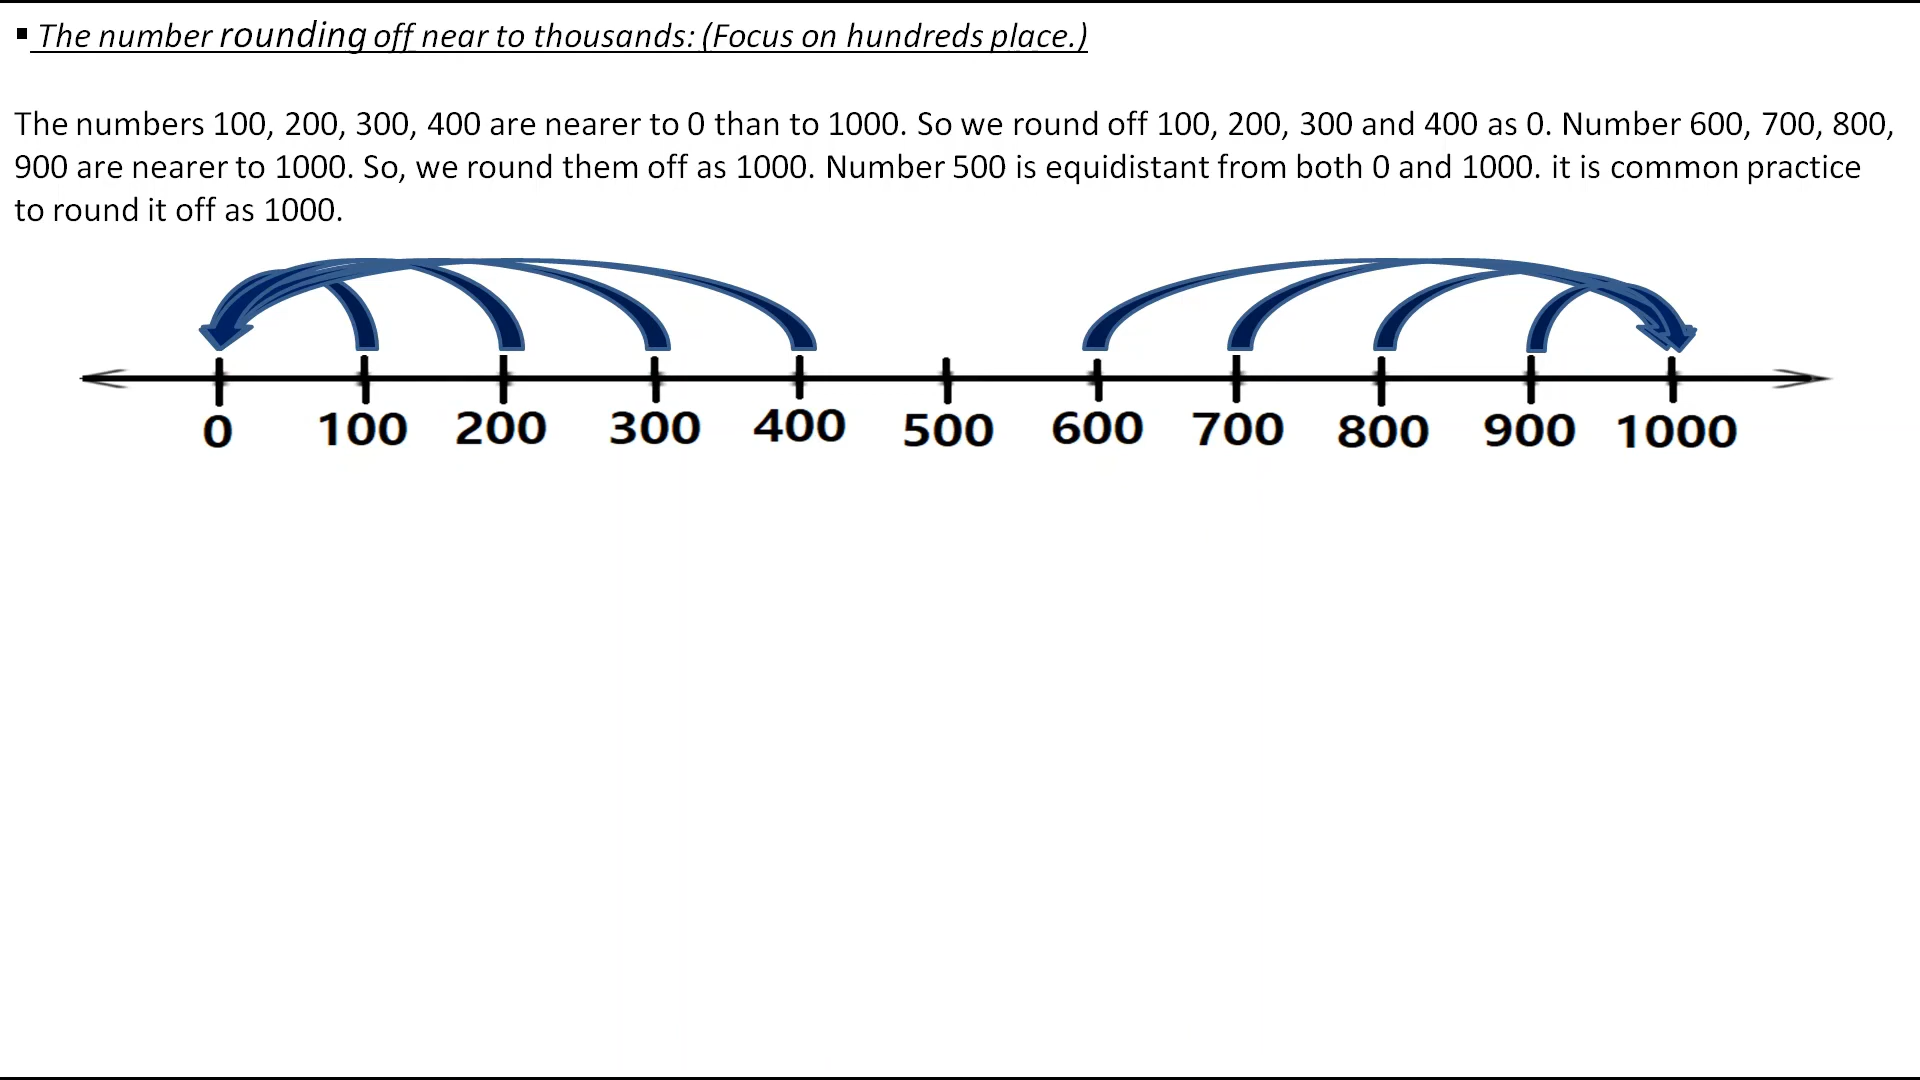 ▪ The number rounding off near to thousands: (Focus on hundreds place.)
The numbers 100, 200, 300, 400 are nearer to 0 than to 1000. So we round off 100, 200, 300 and 400 as 0. Number 600, 700, 800,
900 are nearer to 1000. So, we round them off as 1000. Number 500 is equidistant from both 0 and 1000. it is common practice
to round it off as 1000.
0 100 200 300 400 500 600 700 800 900 1000